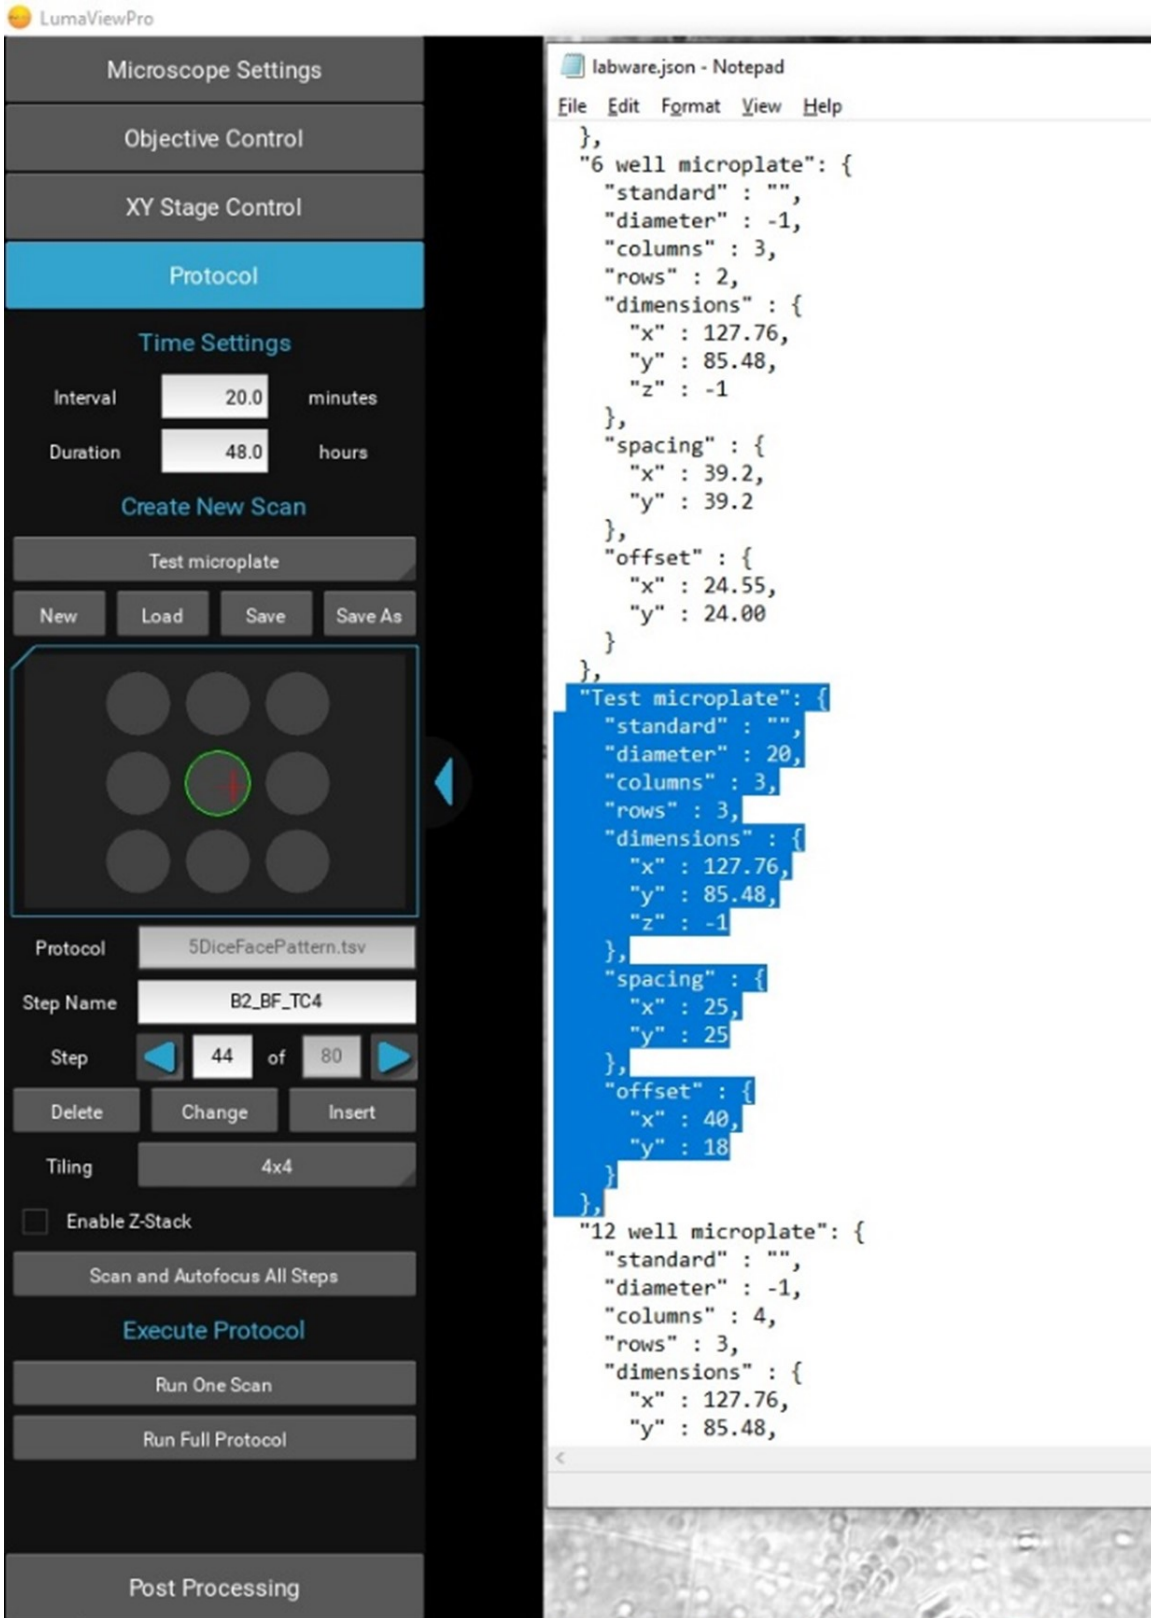 LumaViewPro
Microscope Settings
Objective Control
XY Stage Control
Protocol
Time Settings
Interval 20.0 minutes
Duration 48.0 hours
Create New Scan
Test microplate
New Load Save Save As
Protocol 5DiceFacePattern.tsv
Step Name B2_BF_TC4
Step 44 of 80
Delete Change Insert
Tiling 4x4
Enable Z-Stack
Scan and Autofocus All Steps
Execute Protocol
Run One Scan
Run Full Protocol
Post Processing
labware.json - Notepad
File Edit Format View Help
},
"6 well microplate": {
"standard" : "",
"diameter" : -1,
"columns" : 3,
"rows" : 2,
"dimensions" : {
"x" : 127.76,
"y" : 85.48,
"z" : -1
},
"spacing" : {
"x" : 39.2,
"y" : 39.2
},
"offset" : {
"x" : 24.55,
"y" : 24.00
}
},
"Test microplate": {
"standard" : "",
"diameter" : 20,
"columns" : 3,
"rows" : 3,
"dimensions" : {
"x" : 127.76,
"y" : 85.48,
"z" : -1
},
"spacing" : {
"x" : 25,
"y" : 25
},
"offset" : {
"x" : 40,
"y" : 18
}
},
"12 well microplate": {
"standard" : "",
"diameter" : -1,
"columns" : 4,
"rows" : 3,
"dimensions" : {
"x" : 127.76,
"y" : 85.48,